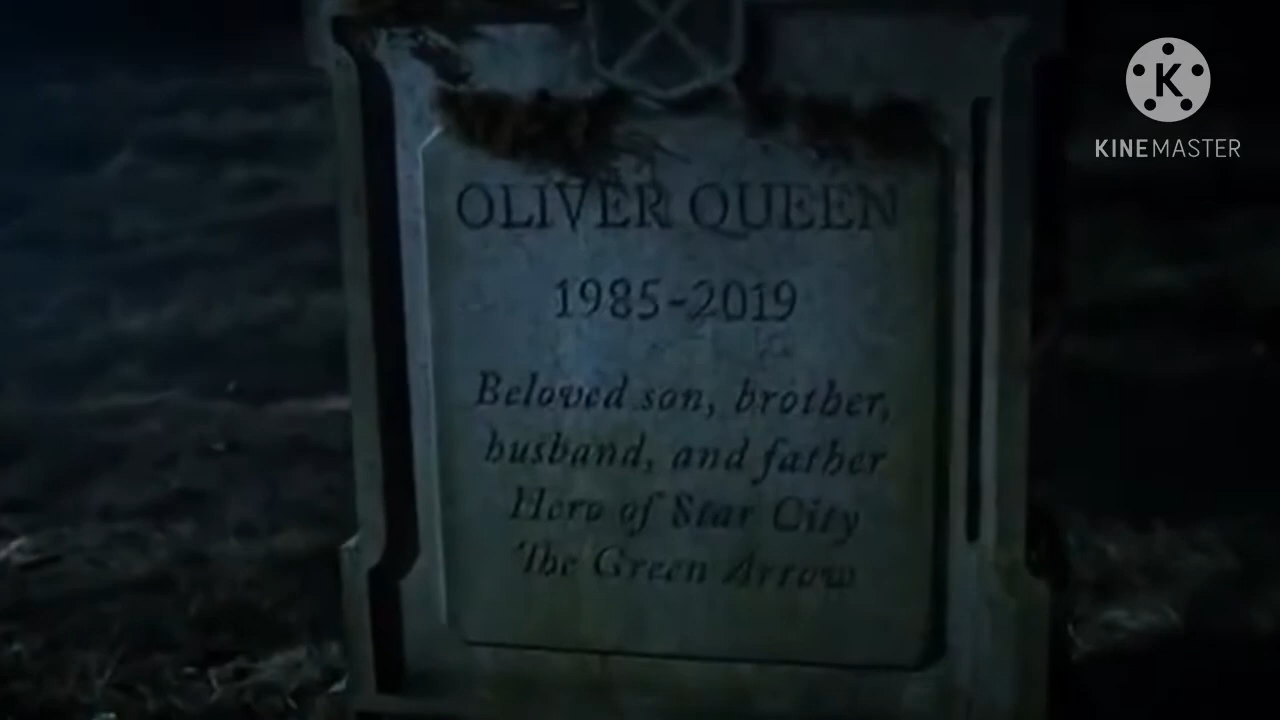 K
KINEMASTER
OLIVER QUEEN
1985-2019
Beloved son, brother,
husband, and father
Hero of Star City
The Green Arrow